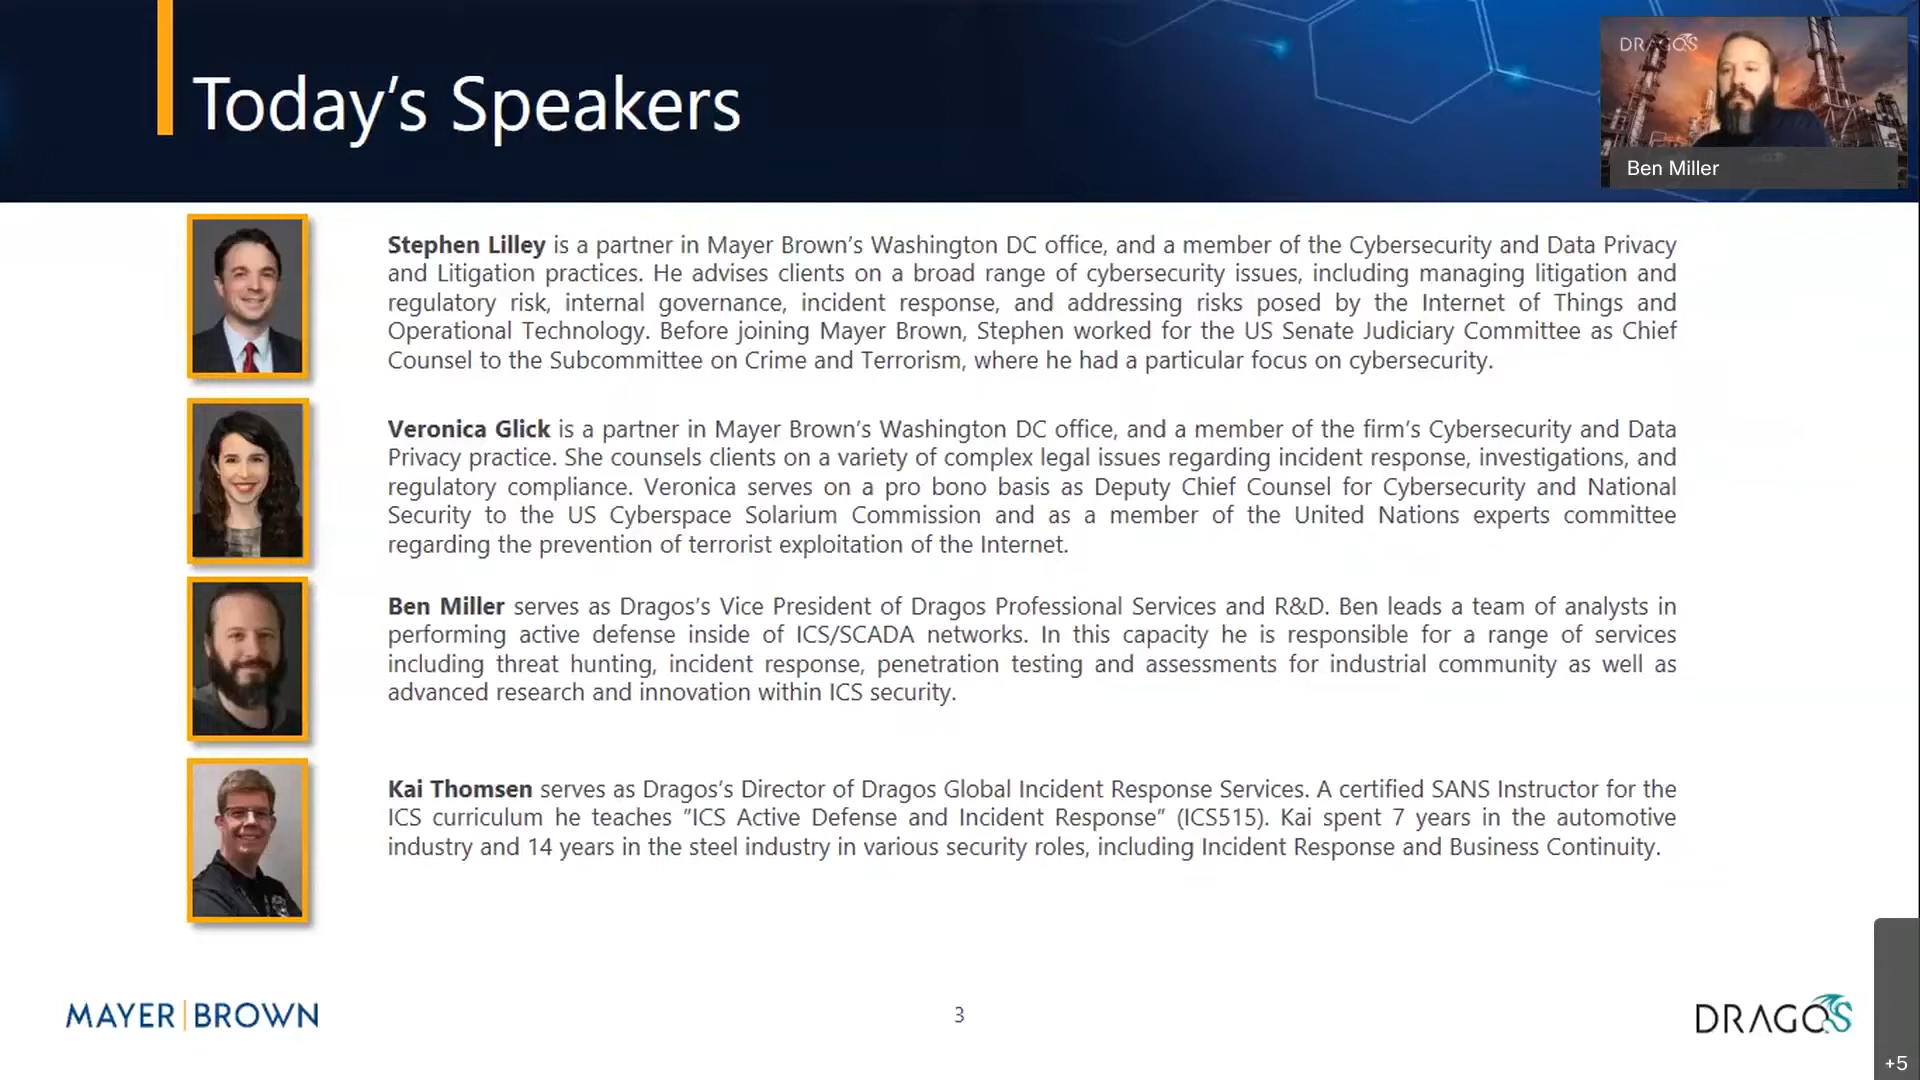 Today’s Speakers
DRAGOS
Ben Miller
Stephen Lilley is a partner in Mayer Brown’s Washington DC office, and a member of the Cybersecurity and Data Privacy
and Litigation practices. He advises clients on a broad range of cybersecurity issues, including managing litigation and
regulatory risk, internal governance, incident response, and addressing risks posed by the Internet of Things and
Operational Technology. Before joining Mayer Brown, Stephen worked for the US Senate Judiciary Committee as Chief
Counsel to the Subcommittee on Crime and Terrorism, where he had a particular focus on cybersecurity.
Veronica Glick is a partner in Mayer Brown’s Washington DC office, and a member of the firm’s Cybersecurity and Data
Privacy practice. She counsels clients on a variety of complex legal issues regarding incident response, investigations, and
regulatory compliance. Veronica serves on a pro bono basis as Deputy Chief Counsel for Cybersecurity and National
Security to the US Cyberspace Solarium Commission and as a member of the United Nations experts committee
regarding the prevention of terrorist exploitation of the Internet.
Ben Miller serves as Dragos’s Vice President of Dragos Professional Services and R&D. Ben leads a team of analysts in
performing active defense inside of ICS/SCADA networks. In this capacity he is responsible for a range of services
including threat hunting, incident response, penetration testing and assessments for industrial community as well as
advanced research and innovation within ICS security.
Kai Thomsen serves as Dragos’s Director of Dragos Global Incident Response Services. A certified SANS Instructor for the
ICS curriculum he teaches “ICS Active Defense and Incident Response” (ICS515). Kai spent 7 years in the automotive
industry and 14 years in the steel industry in various security roles, including Incident Response and Business Continuity.
MAYER | BROWN
3
DRAGOS
+5